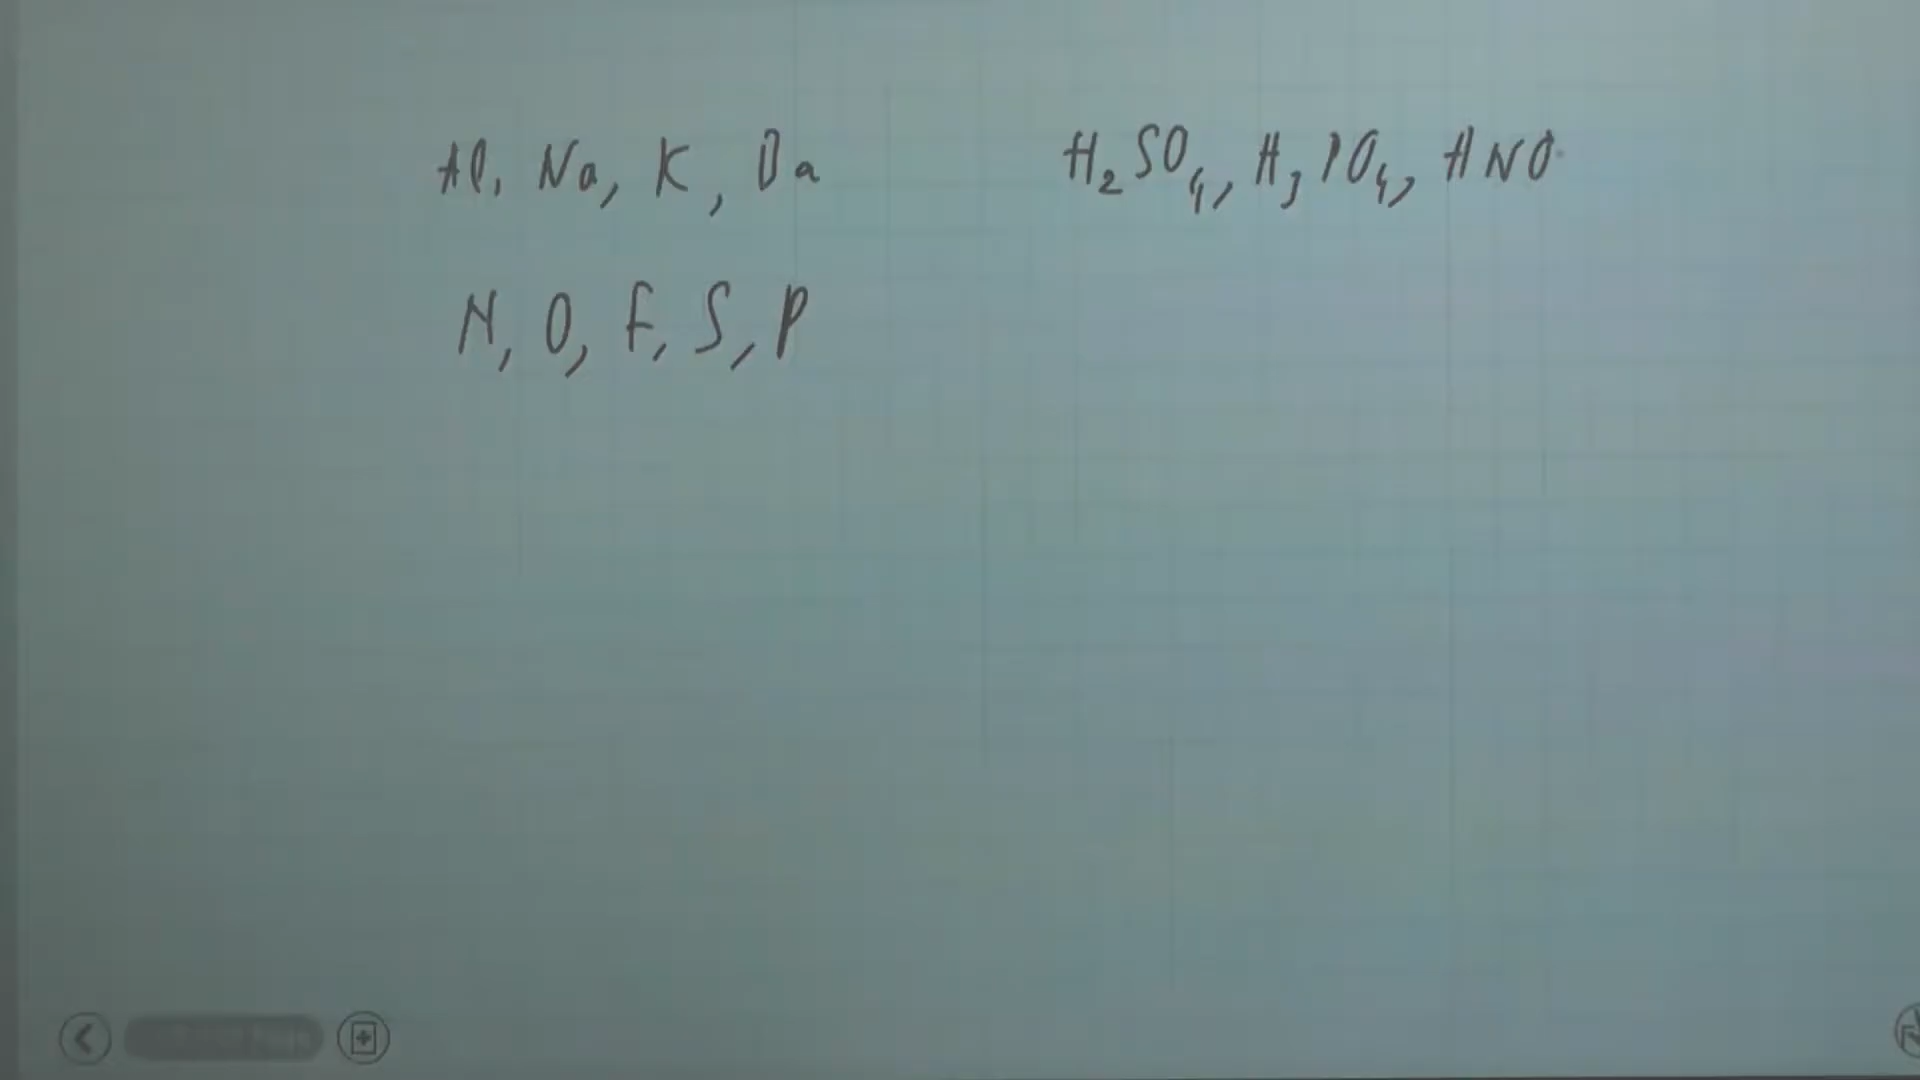 Al, Na, K, Ba
H₂SO₄, H₃PO₄, HNO
N, O, F, S, P